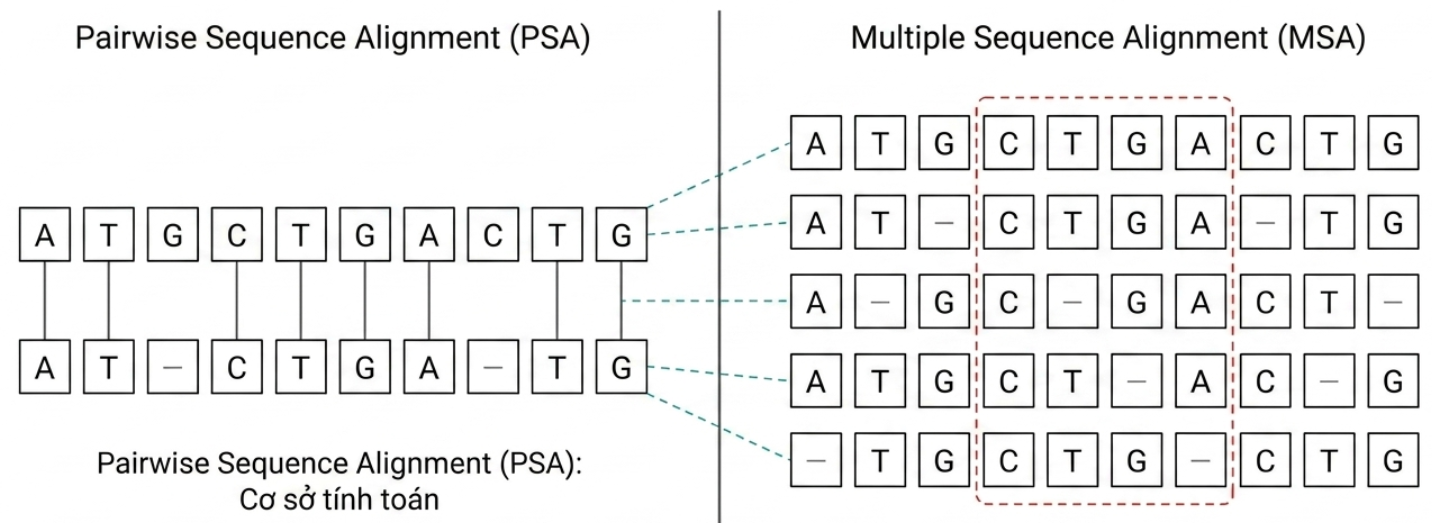 Pairwise Sequence Alignment (PSA)
A T G C T G A C T G
A T – C T G A – T G
Pairwise Sequence Alignment (PSA):
Cơ sở tính toán
Multiple Sequence Alignment (MSA)
A T G C T G A C T G
A T – C T G A – T G
A – G C – G A C T –
A T G C T – A C – G
– T G C T G – C T G